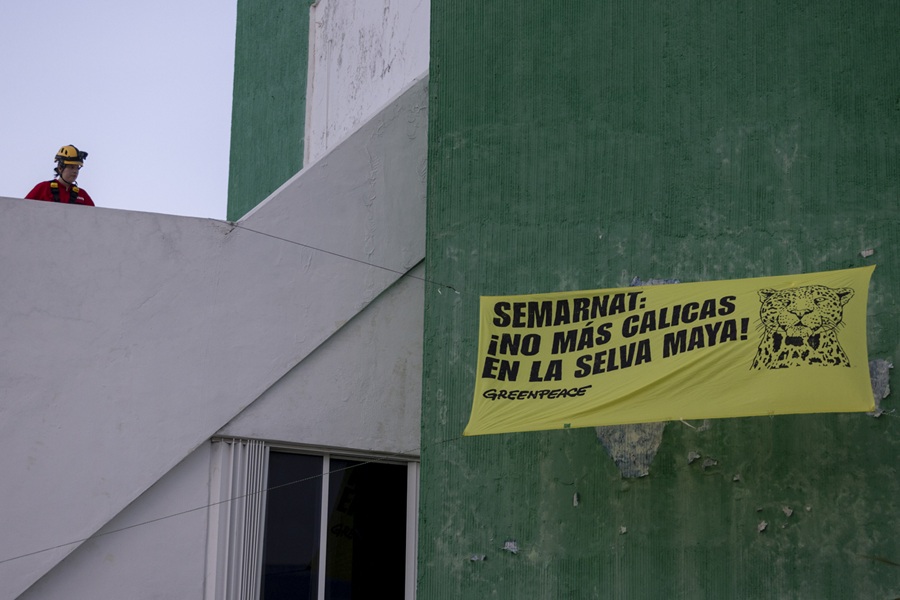 SEMARNAT:
¡NO MÁS CALICAS
EN LA SELVA MAYA!
GREENPEACE